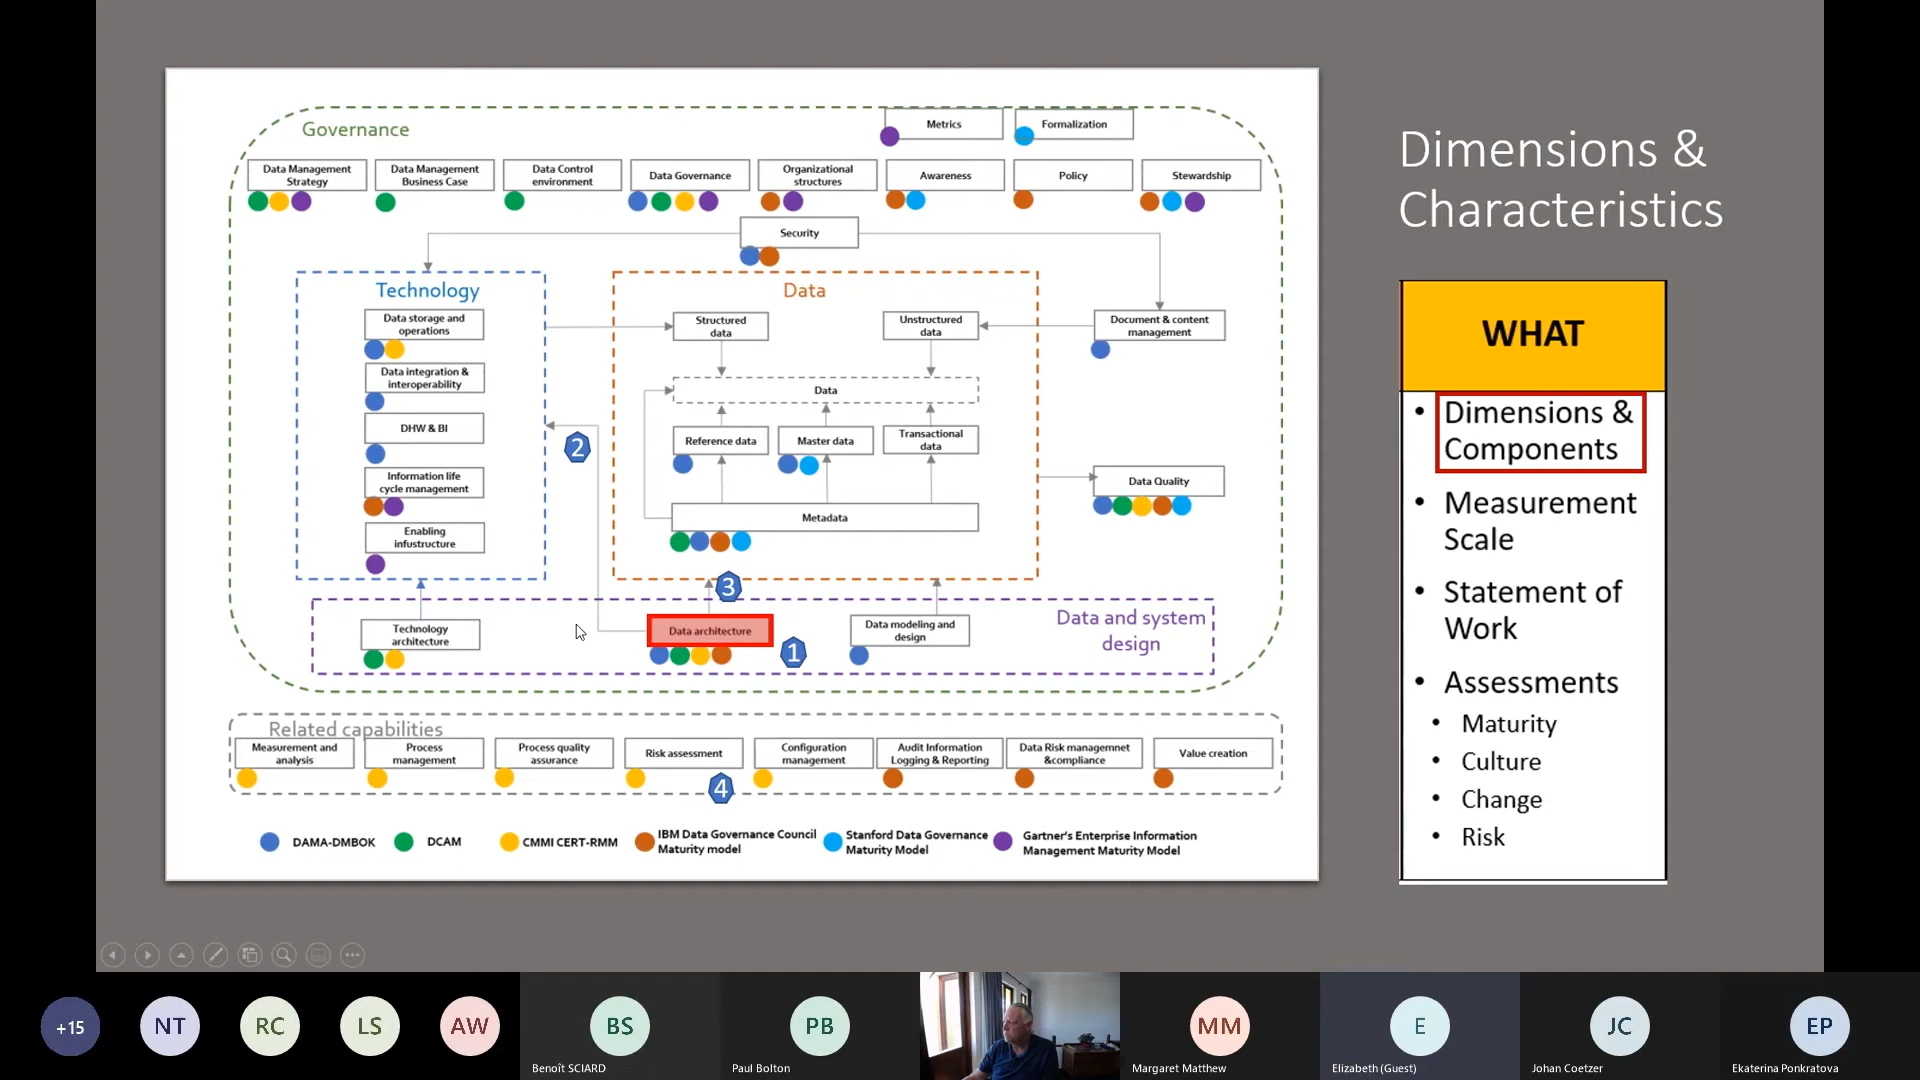 Governance
Metrics
Formalization
Data Management
Strategy
Data Management
Business Case
Data Control
environment
Data Governance
Organizational
structures
Awareness
Policy
Stewardship
Security
Technology
Data storage and
operations
Data integration &
interoperability
DHW & BI
Information life
cycle management
Enabling
infustructure
2
Data
Structured
data
Unstructured
data
Data
Reference data
Master data
Transactional
data
Metadata
Document & content
management
Data Quality
3
Technology
architecture
Data architecture
1
Data modeling and
design
Data and system
design
Related capabilities
Measurement and
analysis
Process
management
Process quality
assurance
Risk assessment
Configuration
management
Audit Information
Logging & Reporting
Data Risk managemnet
&compliance
Value creation
4
DAMA-DMBOK
DCAM
CMMI CERT-RMM
IBM Data Governance Council
Maturity model
Stanford Data Governance
Maturity Model
Gartner's Enterprise Information
Management Maturity Model
Dimensions &
Characteristics
WHAT
• Dimensions &
Components
• Measurement
Scale
• Statement of
Work
• Assessments
• Maturity
• Culture
• Change
• Risk
+15
NT
RC
LS
AW
BS
Benoît SCIARD
PB
Paul Bolton
MM
Margaret Matthew
E
Elizabeth (Guest)
JC
Johan Coetzer
EP
Ekaterina Ponkratova